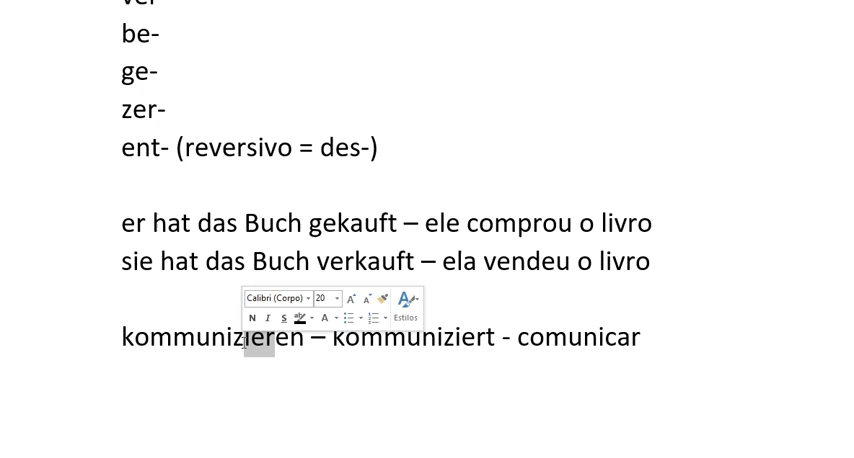 be-
ge-
zer-
ent- (reversivo = des-)
er hat das Buch gekauft – ele comprou o livro
sie hat das Buch verkauft – ela vendeu o livro
Calibri (Corpo) 20 A A A
N I S aby A Estilos
kommunizieren – kommuniziert - comunicar